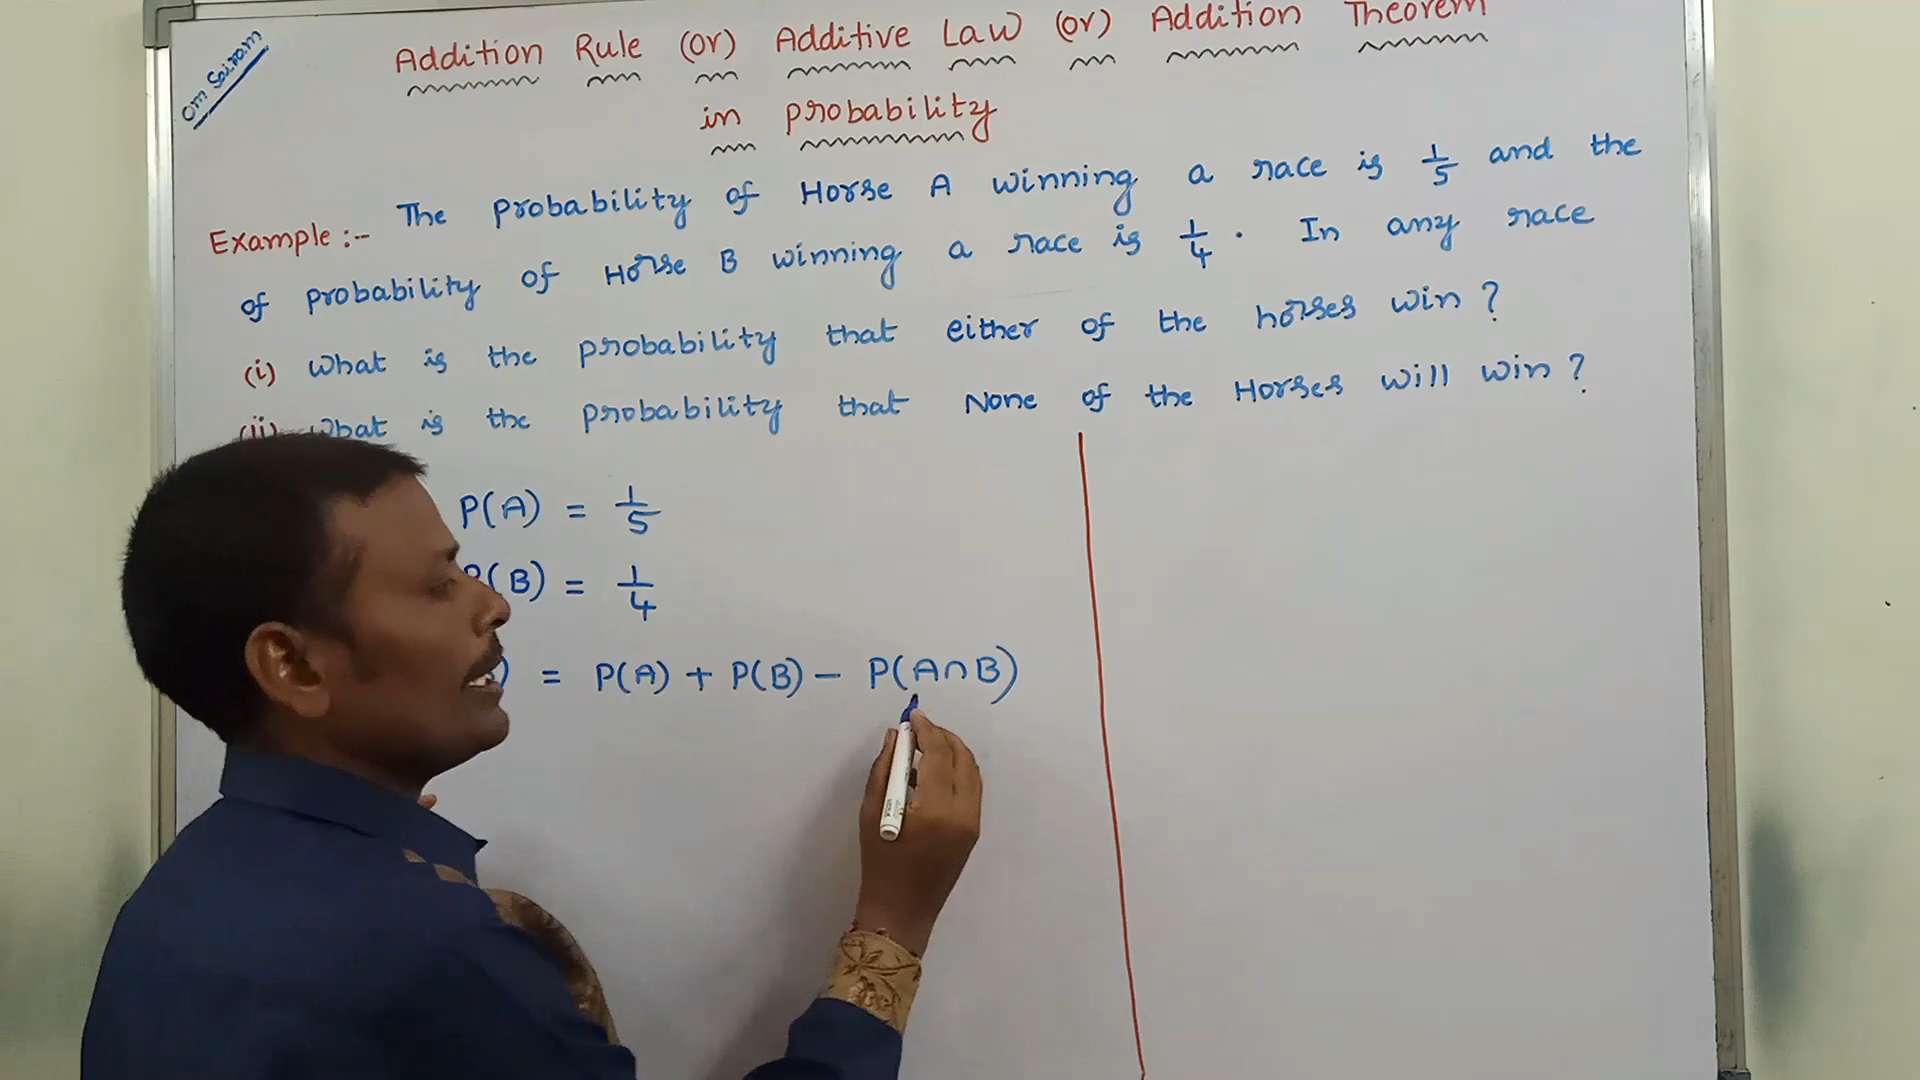 Om Sairam
Addition Rule (or) Additive Law (or) Addition Theorem
in probability
Example :- The probability of Horse A winning a race is 1/5 and the
of probability of Horse B winning a race is 1/4 . In any race
(i) What is the probability that either of the horses win ?
(ii) What is the probability that None of the Horses will win ?
P(A) = 1/5
P(B) = 1/4
) = P(A) + P(B) - P(A∩B)